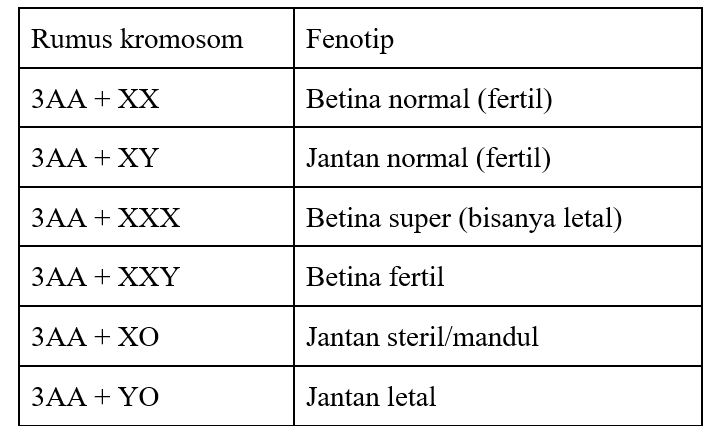 Rumus kromosom Fenotip
3AA + XX Betina normal (fertil)
3AA + XY Jantan normal (fertil)
3AA + XXX Betina super (bisanya letal)
3AA + XXY Betina fertil
3AA + XO Jantan steril/mandul
3AA + YO Jantan letal